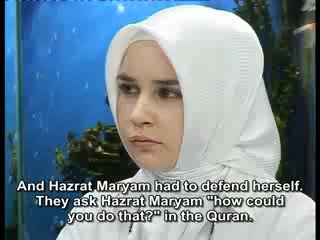 And Hazrat Maryam had to defend herself.
They ask Hazrat Maryam "how could
you do that?" in the Quran.